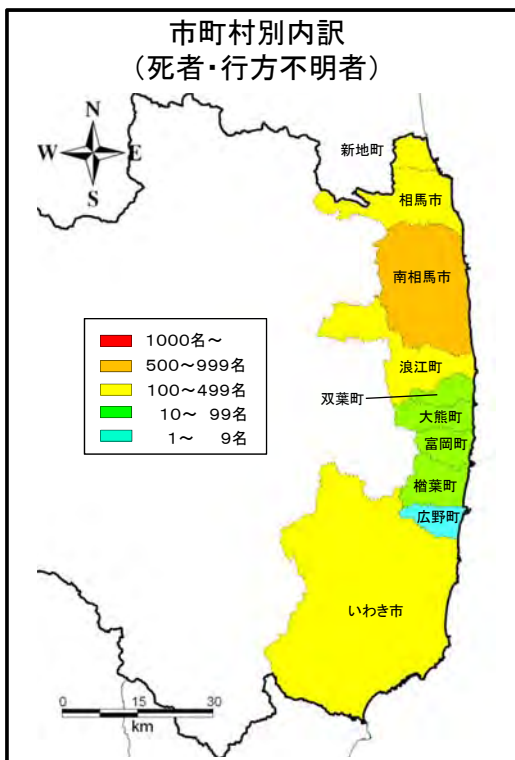 市町村別内訳
（死者・行方不明者）
N
W E
S
新地町
相馬市
南相馬市
1000名～
500～999名
100～499名
10～ 99名
1～ 9名
浪江町
双葉町
大熊町
富岡町
楢葉町
広野町
いわき市
0 15 30
km